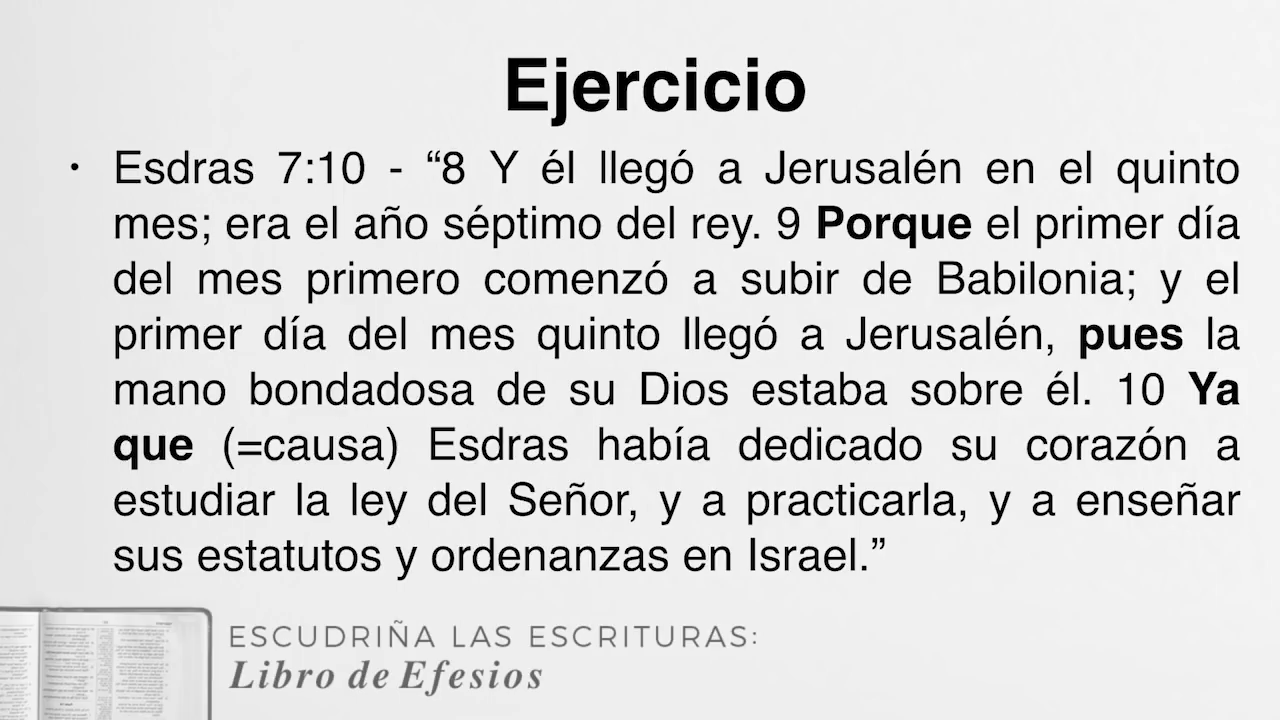 Ejercicio
• Esdras 7:10 - “8 Y él llegó a Jerusalén en el quinto
mes; era el año séptimo del rey. 9 Porque el primer día
del mes primero comenzó a subir de Babilonia; y el
primer día del mes quinto llegó a Jerusalén, pues la
mano bondadosa de su Dios estaba sobre él. 10 Ya
que (=causa) Esdras había dedicado su corazón a
estudiar la ley del Señor, y a practicarla, y a enseñar
sus estatutos y ordenanzas en Israel.”
ESCUDRIÑA LAS ESCRITURAS:
Libro de Efesios